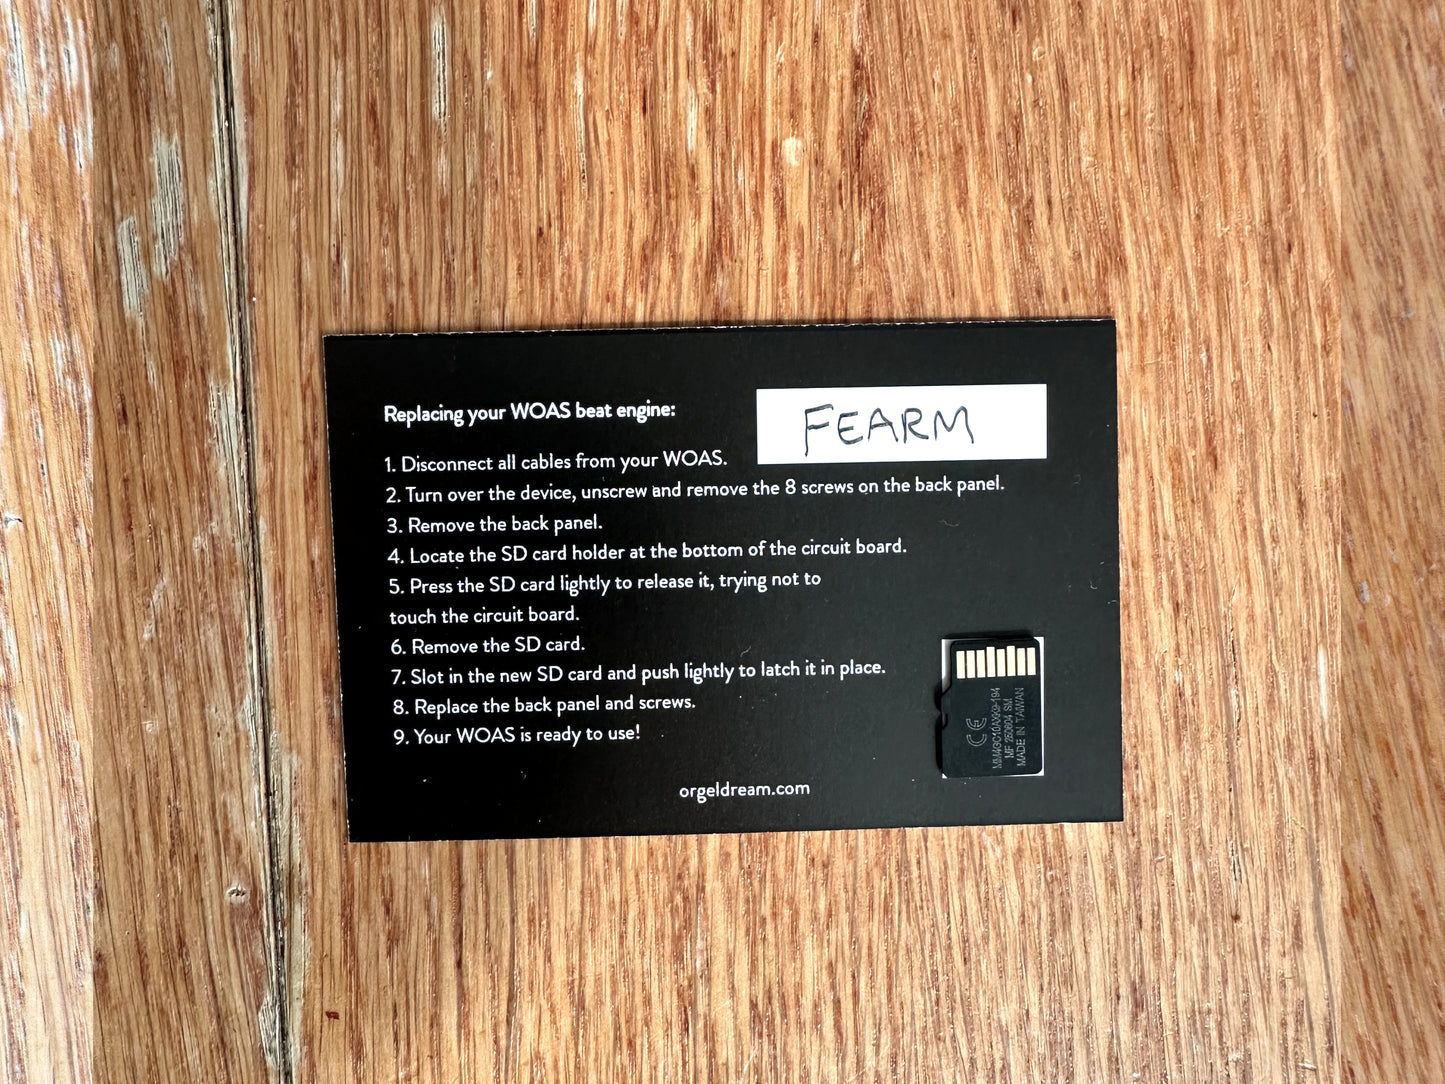 Replacing your WOAS beat engine:
FEARM
1. Disconnect all cables from your WOAS.
2. Turn over the device, unscrew and remove the 8 screws on the back panel.
3. Remove the back panel.
4. Locate the SD card holder at the bottom of the circuit board.
5. Press the SD card lightly to release it, trying not to
touch the circuit board.
6. Remove the SD card.
7. Slot in the new SD card and push lightly to latch it in place.
8. Replace the back panel and screws.
9. Your WOAS is ready to use!
orgeldream.com
CE
MF 250604 SM
MADE IN TAIWAN